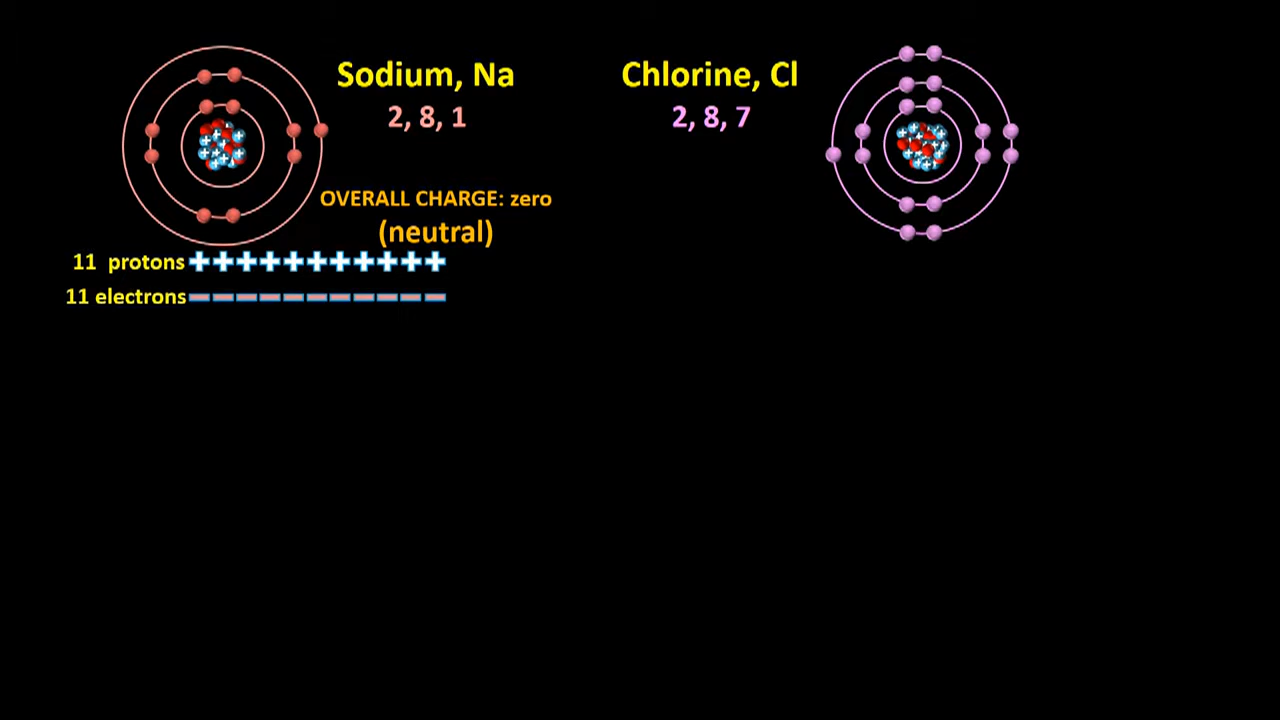 Sodium, Na
2, 8, 1
OVERALL CHARGE: zero
(neutral)
11 protons
11 electrons
Chlorine, Cl
2, 8, 7